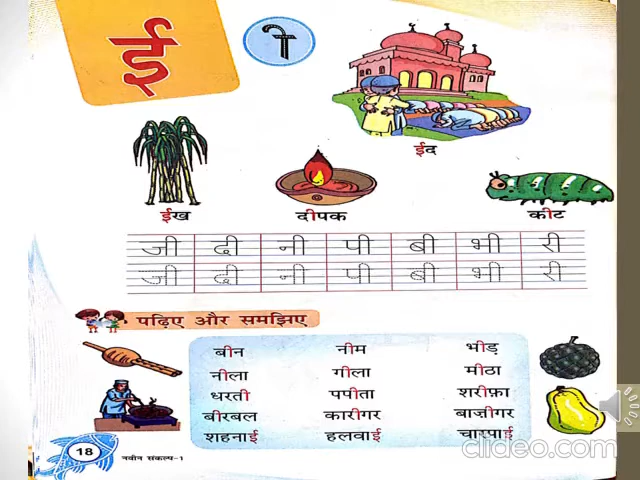 ई
ी
ईद
ईख दीपक कीट
जी दी नी पी बी भी री
जी दी नी पी बी भी री
पढ़िए और समझिए
बीन नीम भीड़
नीला गीला मीठा
धरती पपीता शरीफ़ा
बीरबल कारीगर बाज़ीगर
शहनाई हलवाई चारपाई
18 नवीन संकल्प-1
clideo.com